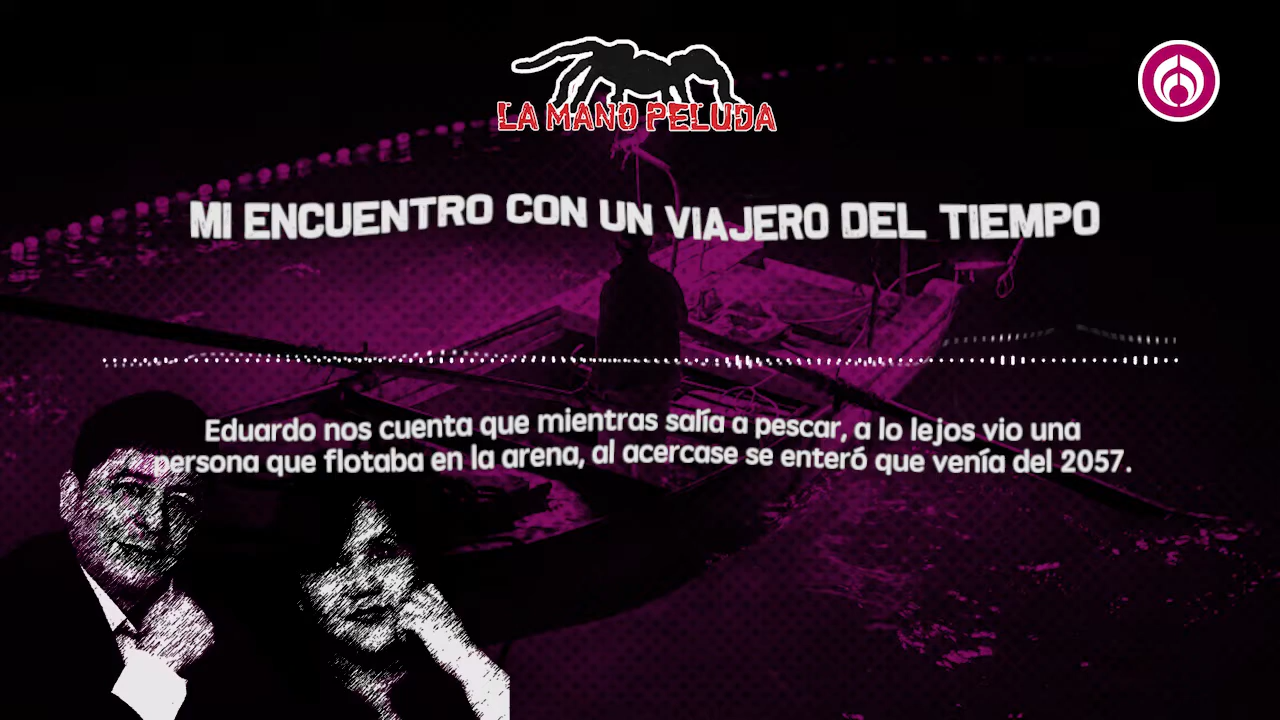 LA MANO PELUDA
MI ENCUENTRO CON UN VIAJERO DEL TIEMPO
Eduardo nos cuenta que mientras salía a pescar, a lo lejos vio una
persona que flotaba en la arena, al acercase se enteró que venía del 2057.